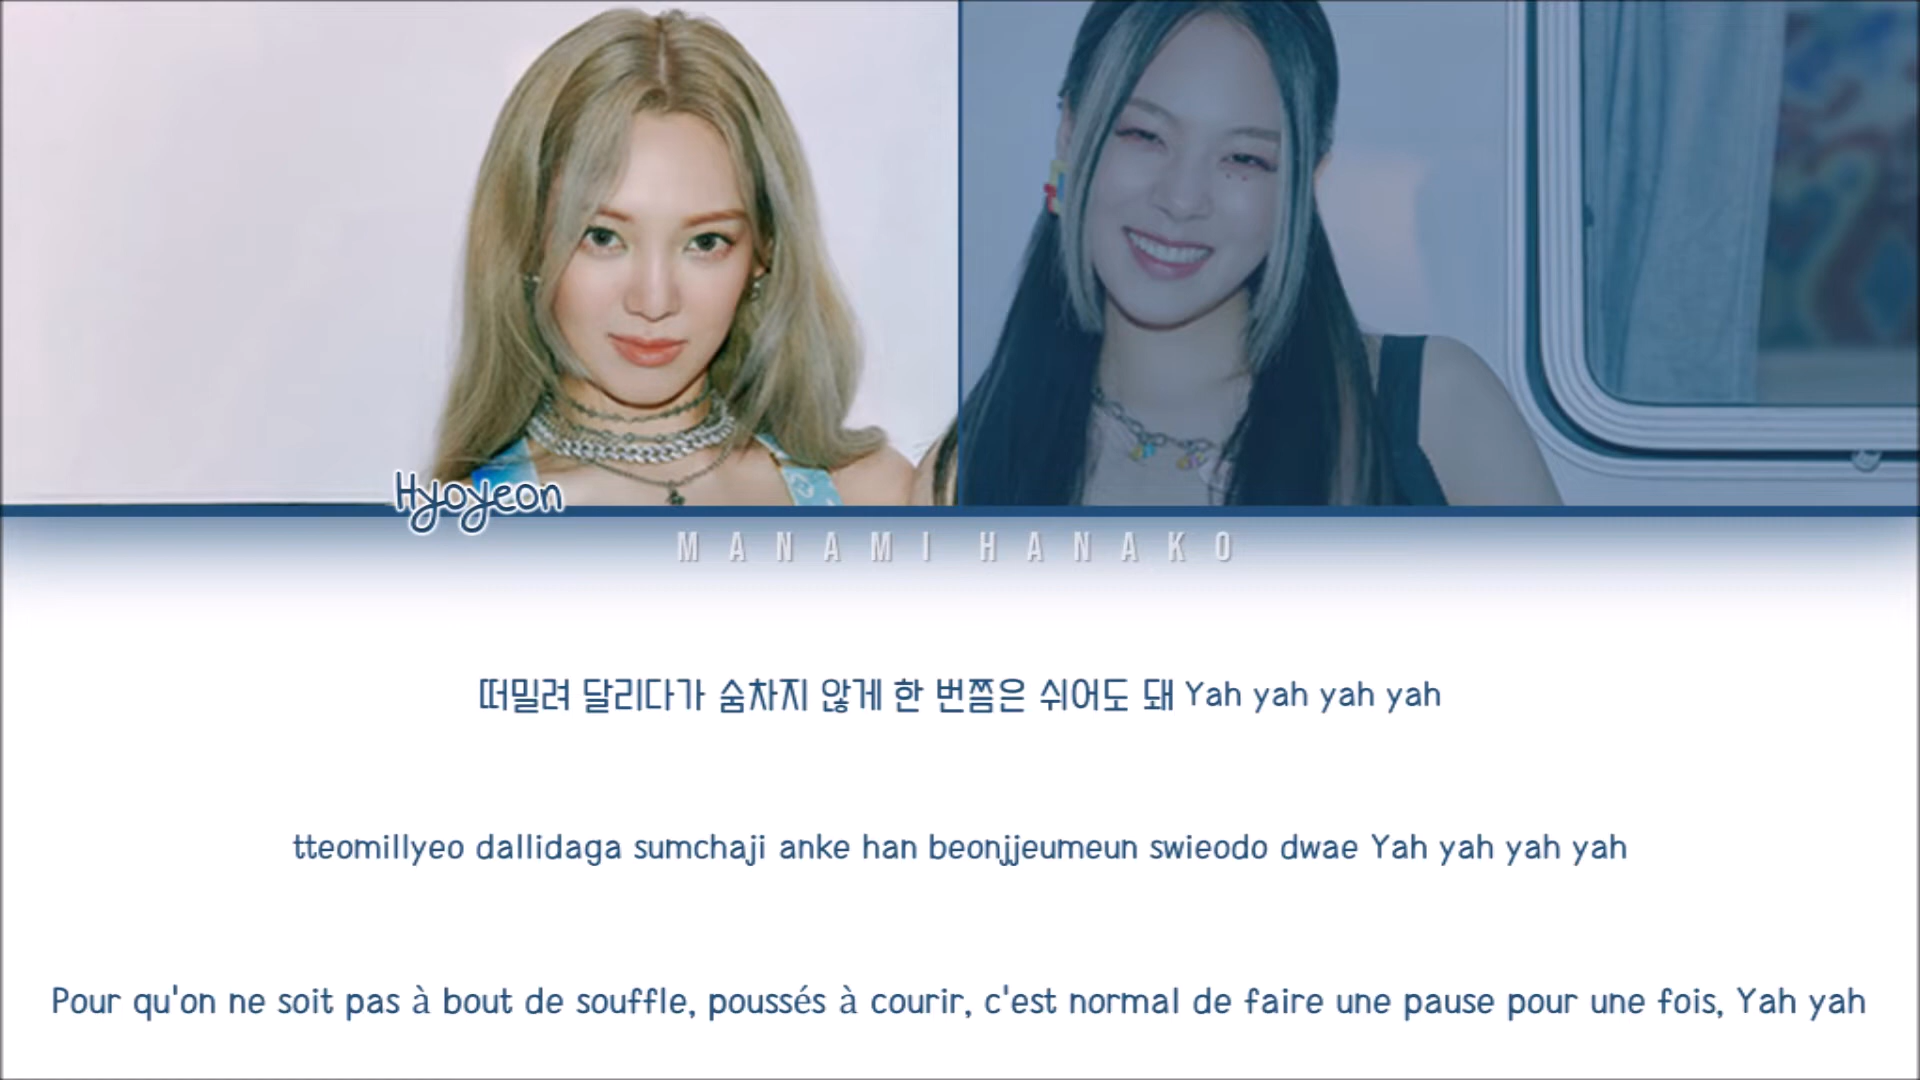 Hyoyeon
MANAMI HANAKO
떠밀려 달리다가 숨차지 않게 한 번쯤은 쉬어도 돼 Yah yah yah yah
tteomillyeo dallidaga sumchaji anke han beonjjeumeun swieodo dwae Yah yah yah yah
Pour qu'on ne soit pas à bout de souffle, poussés à courir, c'est normal de faire une pause pour une fois, Yah yah